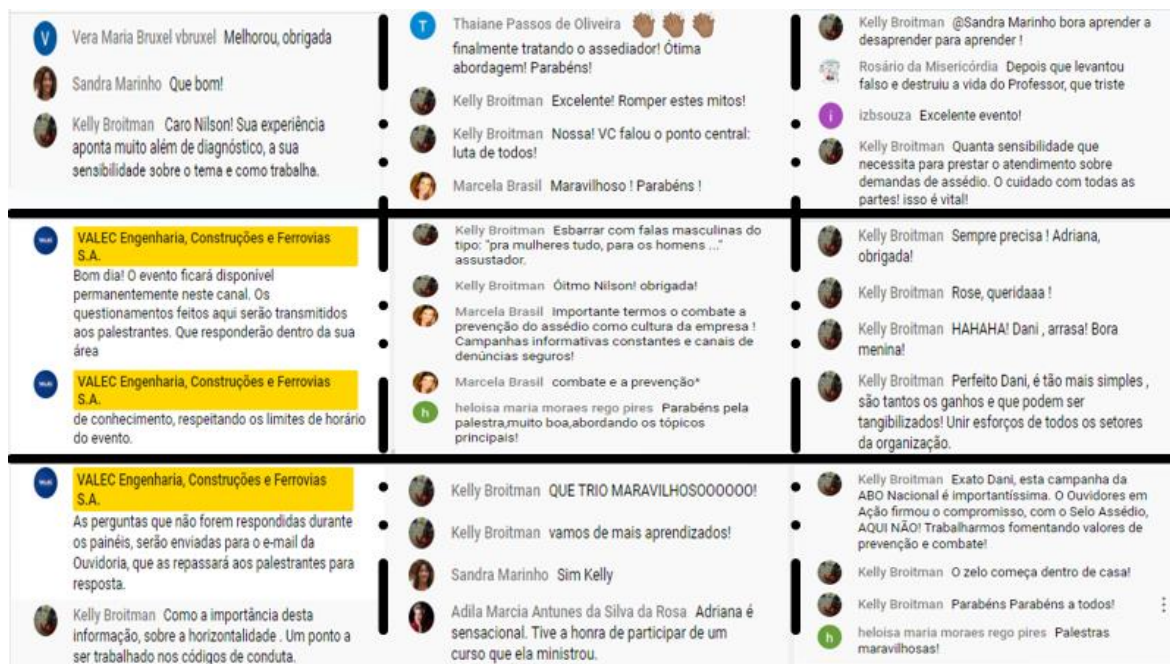 Vera Maria Bruxel vbruxel Melhorou, obrigada
Sandra Marinho Que bom!
Kelly Broitman Caro Nilson! Sua experiência
aponta muito além de diagnóstico, a sua
sensibilidade sobre o tema e como trabalha.
Thaiane Passos de Oliveira
finalmente tratando o assediador! Ótima
abordagem! Parabéns!
Kelly Broitman Excelente! Romper estes mitos!
Kelly Broitman Nossa! VC falou o ponto central:
luta de todos!
Marcela Brasil Maravilhoso ! Parabéns !
Kelly Broitman @Sandra Marinho bora aprender a
desaprender para aprender !
Rosário da Misericórdia Depois que levantou
falso e destruiu a vida do Professor, que triste
izbsouza Excelente evento!
Kelly Broitman Quanta sensibilidade que
necessita para prestar o atendimento sobre
demandas de assédio. O cuidado com todas as
partes! isso é vital!
VALEC Engenharia, Construções e Ferrovias
S.A.
Bom dia! O evento ficará disponível
permanentemente neste canal. Os
questionamentos feitos aqui serão transmitidos
aos palestrantes. Que responderão dentro da sua
área
VALEC Engenharia, Construções e Ferrovias
S.A.
de conhecimento, respeitando os limites de horário
do evento.
Kelly Broitman Esbarrar com falas masculinas do
tipo: "pra mulheres tudo, para os homens ..."
assustador.
Kelly Broitman Óitmo Nilson! obrigada!
Marcela Brasil Importante termos o combate a
prevenção do assédio como cultura da empresa !
Campanhas informativas constantes e canais de
denúncias seguros!
Marcela Brasil combate e a prevenção*
heloisa maria moraes rego pires Parabéns pela
palestra,muito boa,abordando os tópicos
principais!
Kelly Broitman Sempre precisa ! Adriana,
obrigada!
Kelly Broitman Rose, queridaaa !
Kelly Broitman HAHAHA! Dani , arrasa! Bora
menina!
Kelly Broitman Perfeito Dani, é tão mais simples ,
são tantos os ganhos e que podem ser
tangibilizados! Unir esforços de todos os setores
da organização.
VALEC Engenharia, Construções e Ferrovias
S.A.
As perguntas que não forem respondidas durante
os painéis, serão enviadas para o e-mail da
Ouvidoria, que as repassará aos palestrantes para
resposta.
Kelly Broitman Como a importância desta
informação, sobre a horizontalidade . Um ponto a
ser trabalhado nos códigos de conduta.
Kelly Broitman QUE TRIO MARAVILHOSOOOOOO!
Kelly Broitman vamos de mais aprendizados!
Sandra Marinho Sim Kelly
Adila Marcia Antunes da Silva da Rosa Adriana é
sensacional. Tive a honra de participar de um
curso que ela ministrou.
Kelly Broitman Exato Dani, esta campanha da
ABO Nacional é importantíssima. O Ouvidores em
Ação firmou o compromisso, com o Selo Assédio,
AQUI NÃO! Trabalharmos fomentando valores de
prevenção e combate!
Kelly Broitman O zelo começa dentro de casa!
Kelly Broitman Parabéns Parabéns a todos!
heloisa maria moraes rego pires Palestras
maravilhosas!